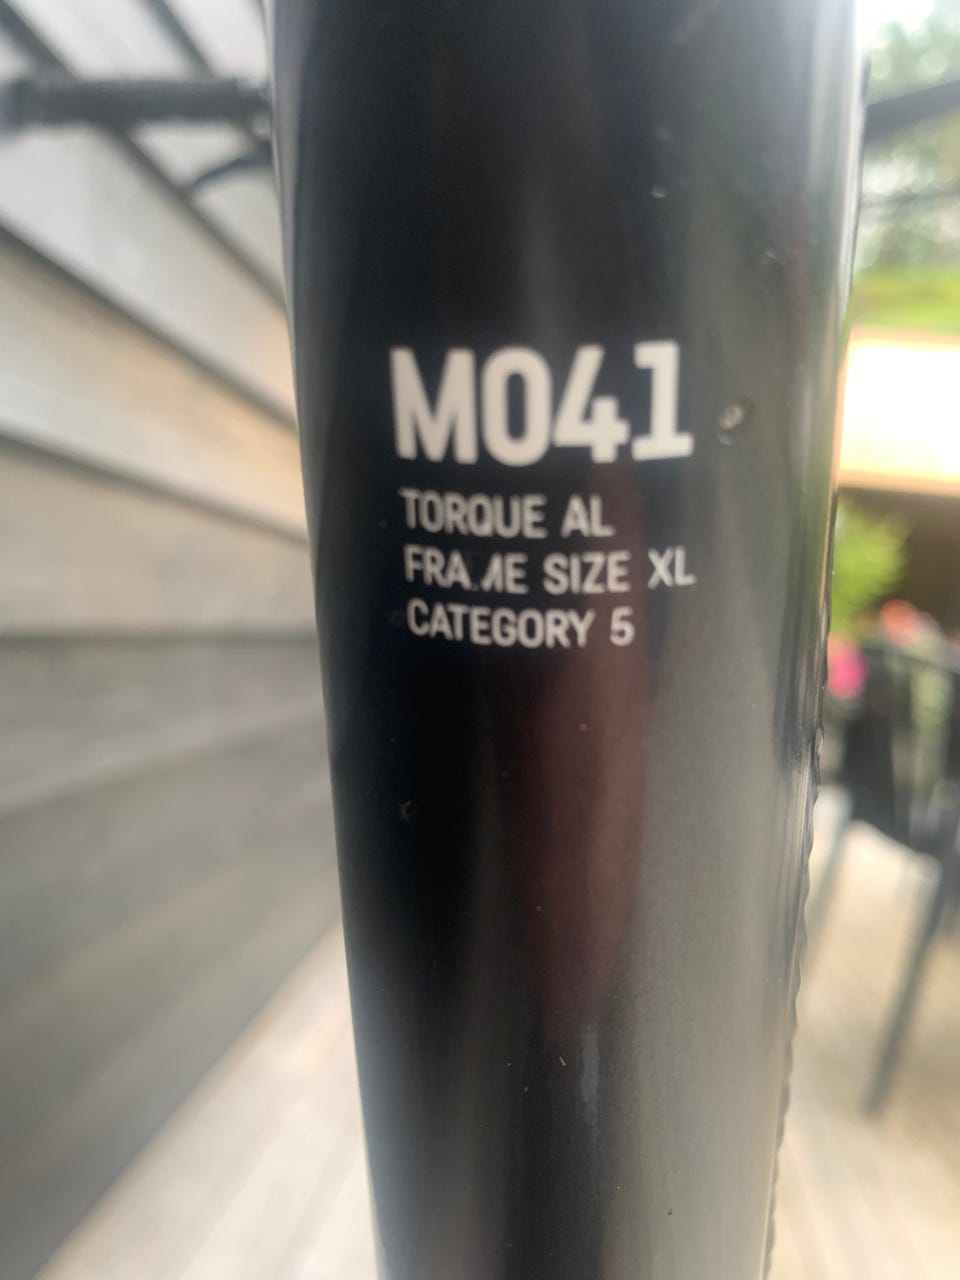 M041
TORQUE AL
FRAME SIZE XL
CATEGORY 5